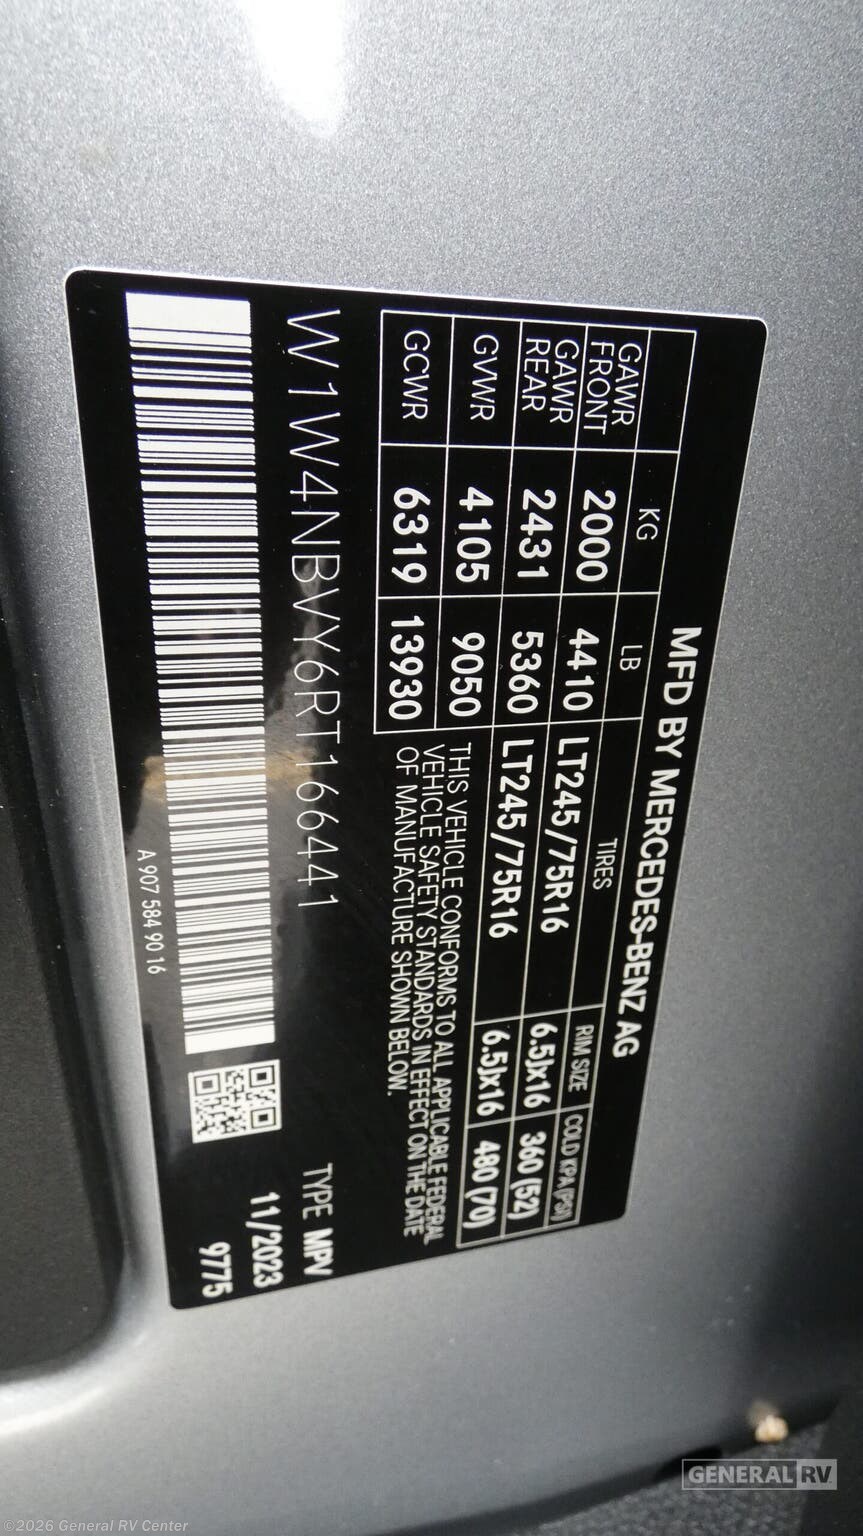 MFD BY MERCEDES-BENZ AG
KG LB TIRES RIM SIZE COLD KPA (PSI)
GAWR FRONT 2000 4410 LT245/75R16 6.5Jx16 360 (52)
GAWR REAR 2431 5360 LT245/75R16 6.5Jx16 480 (70)
GVWR 4105 9050
GCWR 6319 13930
THIS VEHICLE CONFORMS TO ALL APPLICABLE FEDERAL
VEHICLE SAFETY STANDARDS IN EFFECT ON THE DATE
OF MANUFACTURE SHOWN BELOW.
W1W4NBVY6RT166441
TYPE MPV
11/2023
9775
A 907 584 90 16
GENERAL RV
©2026 General RV Center